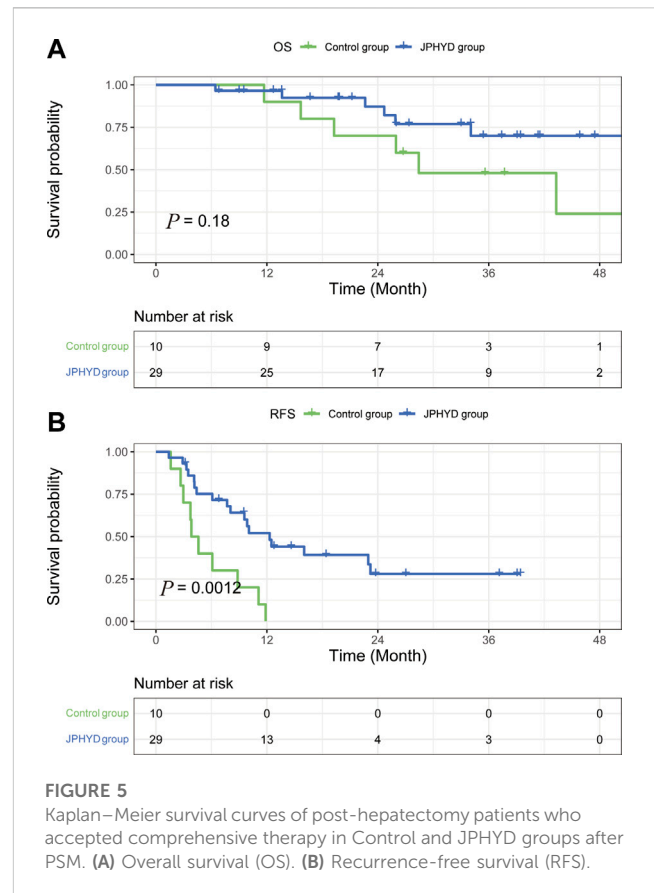 A
OS Control group JPHYD group
Survival probability
1.00
0.75
0.50
0.25
0.00
P = 0.18
0 12 24 36 48
Time (Month)
Number at risk
Control group 10 9 7 3 1
JPHYD group 29 25 17 9 2
B
RFS Control group JPHYD group
Survival probability
1.00
0.75
0.50
0.25
0.00
P = 0.0012
0 12 24 36 48
Time (Month)
Number at risk
Control group 10 0 0 0 0
JPHYD group 29 13 4 3 0
FIGURE 5
Kaplan–Meier survival curves of post-hepatectomy patients who
accepted comprehensive therapy in Control and JPHYD groups after
PSM. (A) Overall survival (OS). (B) Recurrence-free survival (RFS).